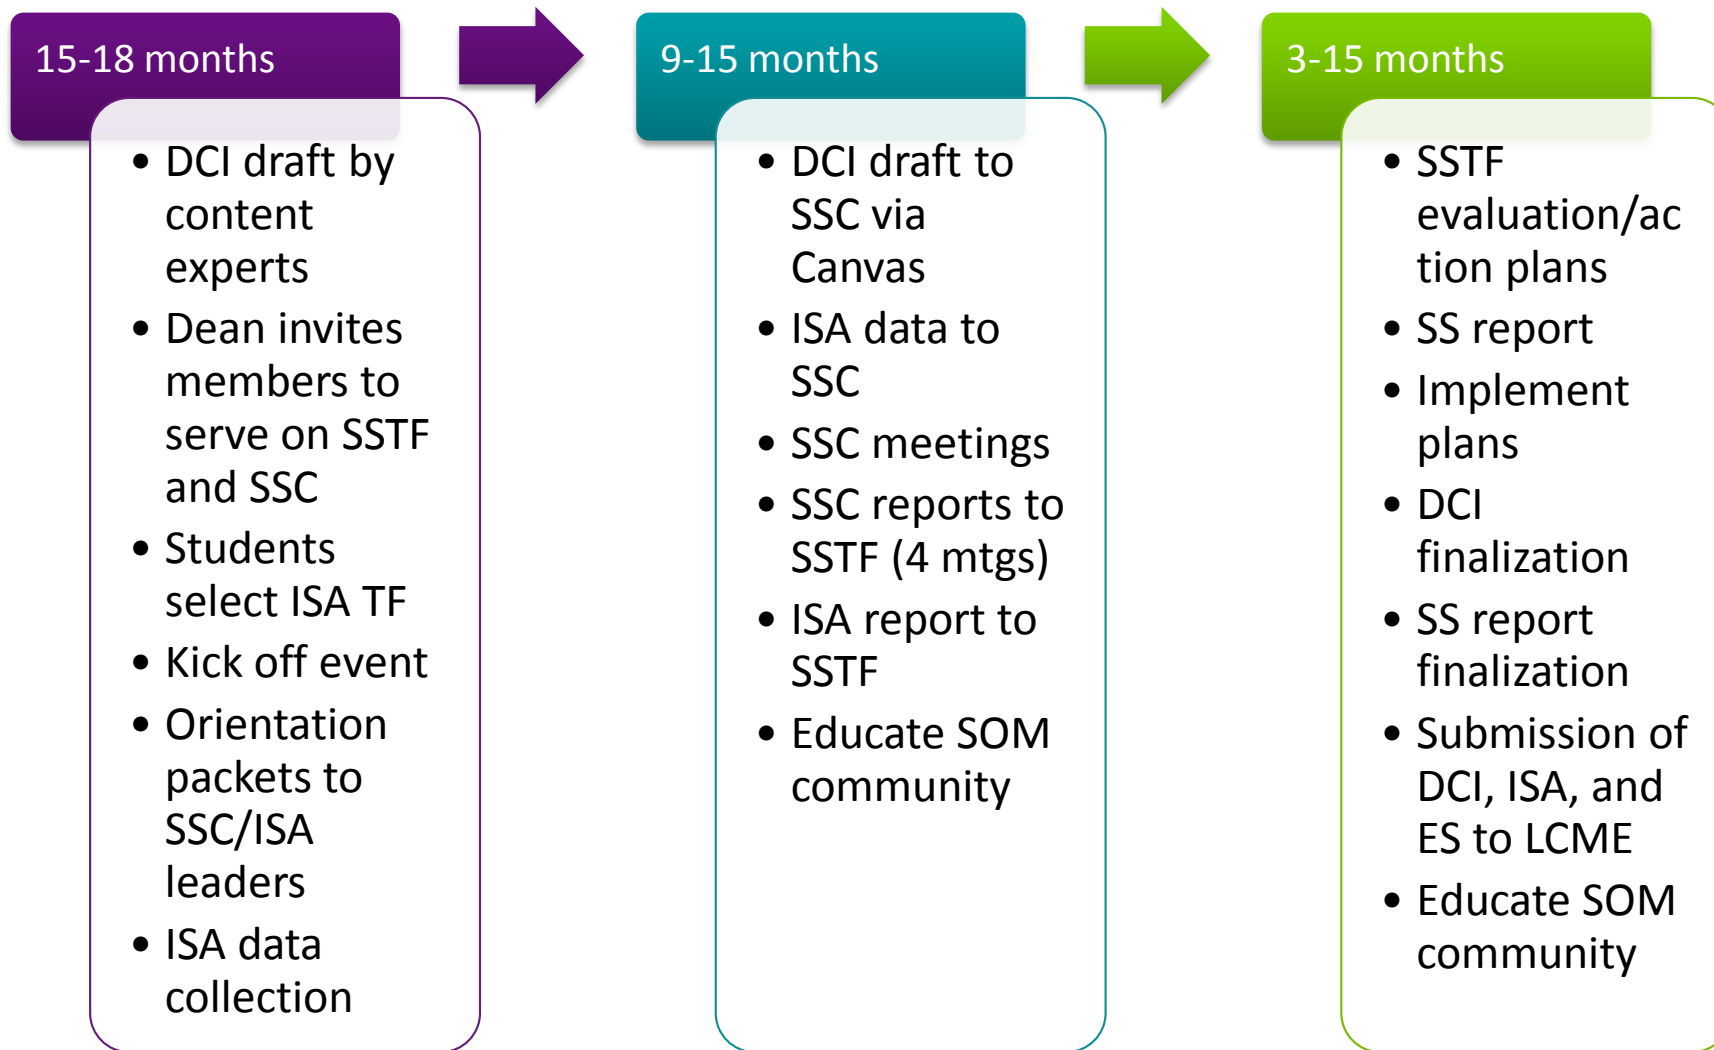 15-18 months
• DCI draft by
content
experts
• Dean invites
members to
serve on SSTF
and SSC
• Students
select ISA TF
• Kick off event
• Orientation
packets to
SSC/ISA
leaders
• ISA data
collection
9-15 months
• DCI draft to
SSC via
Canvas
• ISA data to
SSC
• SSC meetings
• SSC reports to
SSTF (4 mtgs)
• ISA report to
SSTF
• Educate SOM
community
3-15 months
• SSTF
evaluation/ac
tion plans
• SS report
• Implement
plans
• DCI
finalization
• SS report
finalization
• Submission of
DCI, ISA, and
ES to LCME
• Educate SOM
community